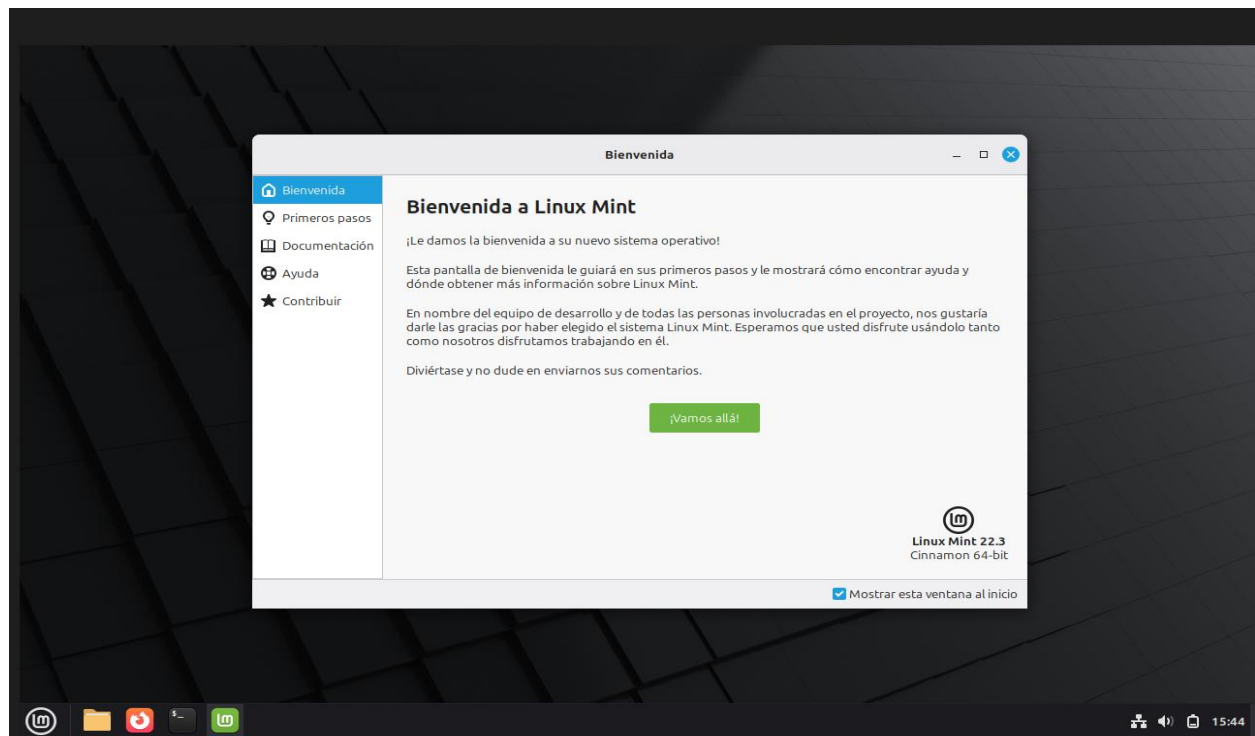 Bienvenida
Bienvenida
Primeros pasos
Documentación
Ayuda
Contribuir
Bienvenida a Linux Mint
¡Le damos la bienvenida a su nuevo sistema operativo!
Esta pantalla de bienvenida le guiará en sus primeros pasos y le mostrará cómo encontrar ayuda y
dónde obtener más información sobre Linux Mint.
En nombre del equipo de desarrollo y de todas las personas involucradas en el proyecto, nos gustaría
darle las gracias por haber elegido el sistema Linux Mint. Esperamos que usted disfrute usándolo tanto
como nosotros disfrutamos trabajando en él.
Diviértase y no dude en enviarnos sus comentarios.
¡Vamos allá!
Linux Mint 22.3
Cinnamon 64-bit
Mostrar esta ventana al inicio
$_
15:44